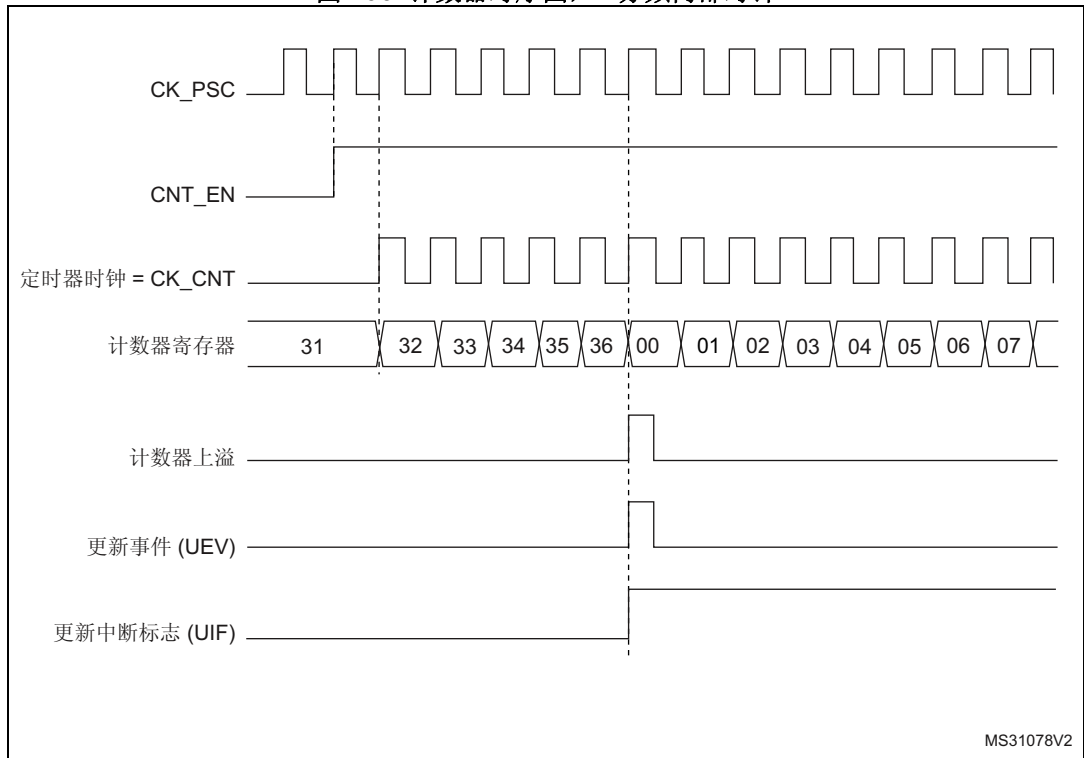 CK_PSC
CNT_EN
定时器时钟 = CK_CNT
计数器寄存器 31 32 33 34 35 36 00 01 02 03 04 05 06 07
计数器上溢
更新事件 (UEV)
更新中断标志 (UIF)
MS31078V2